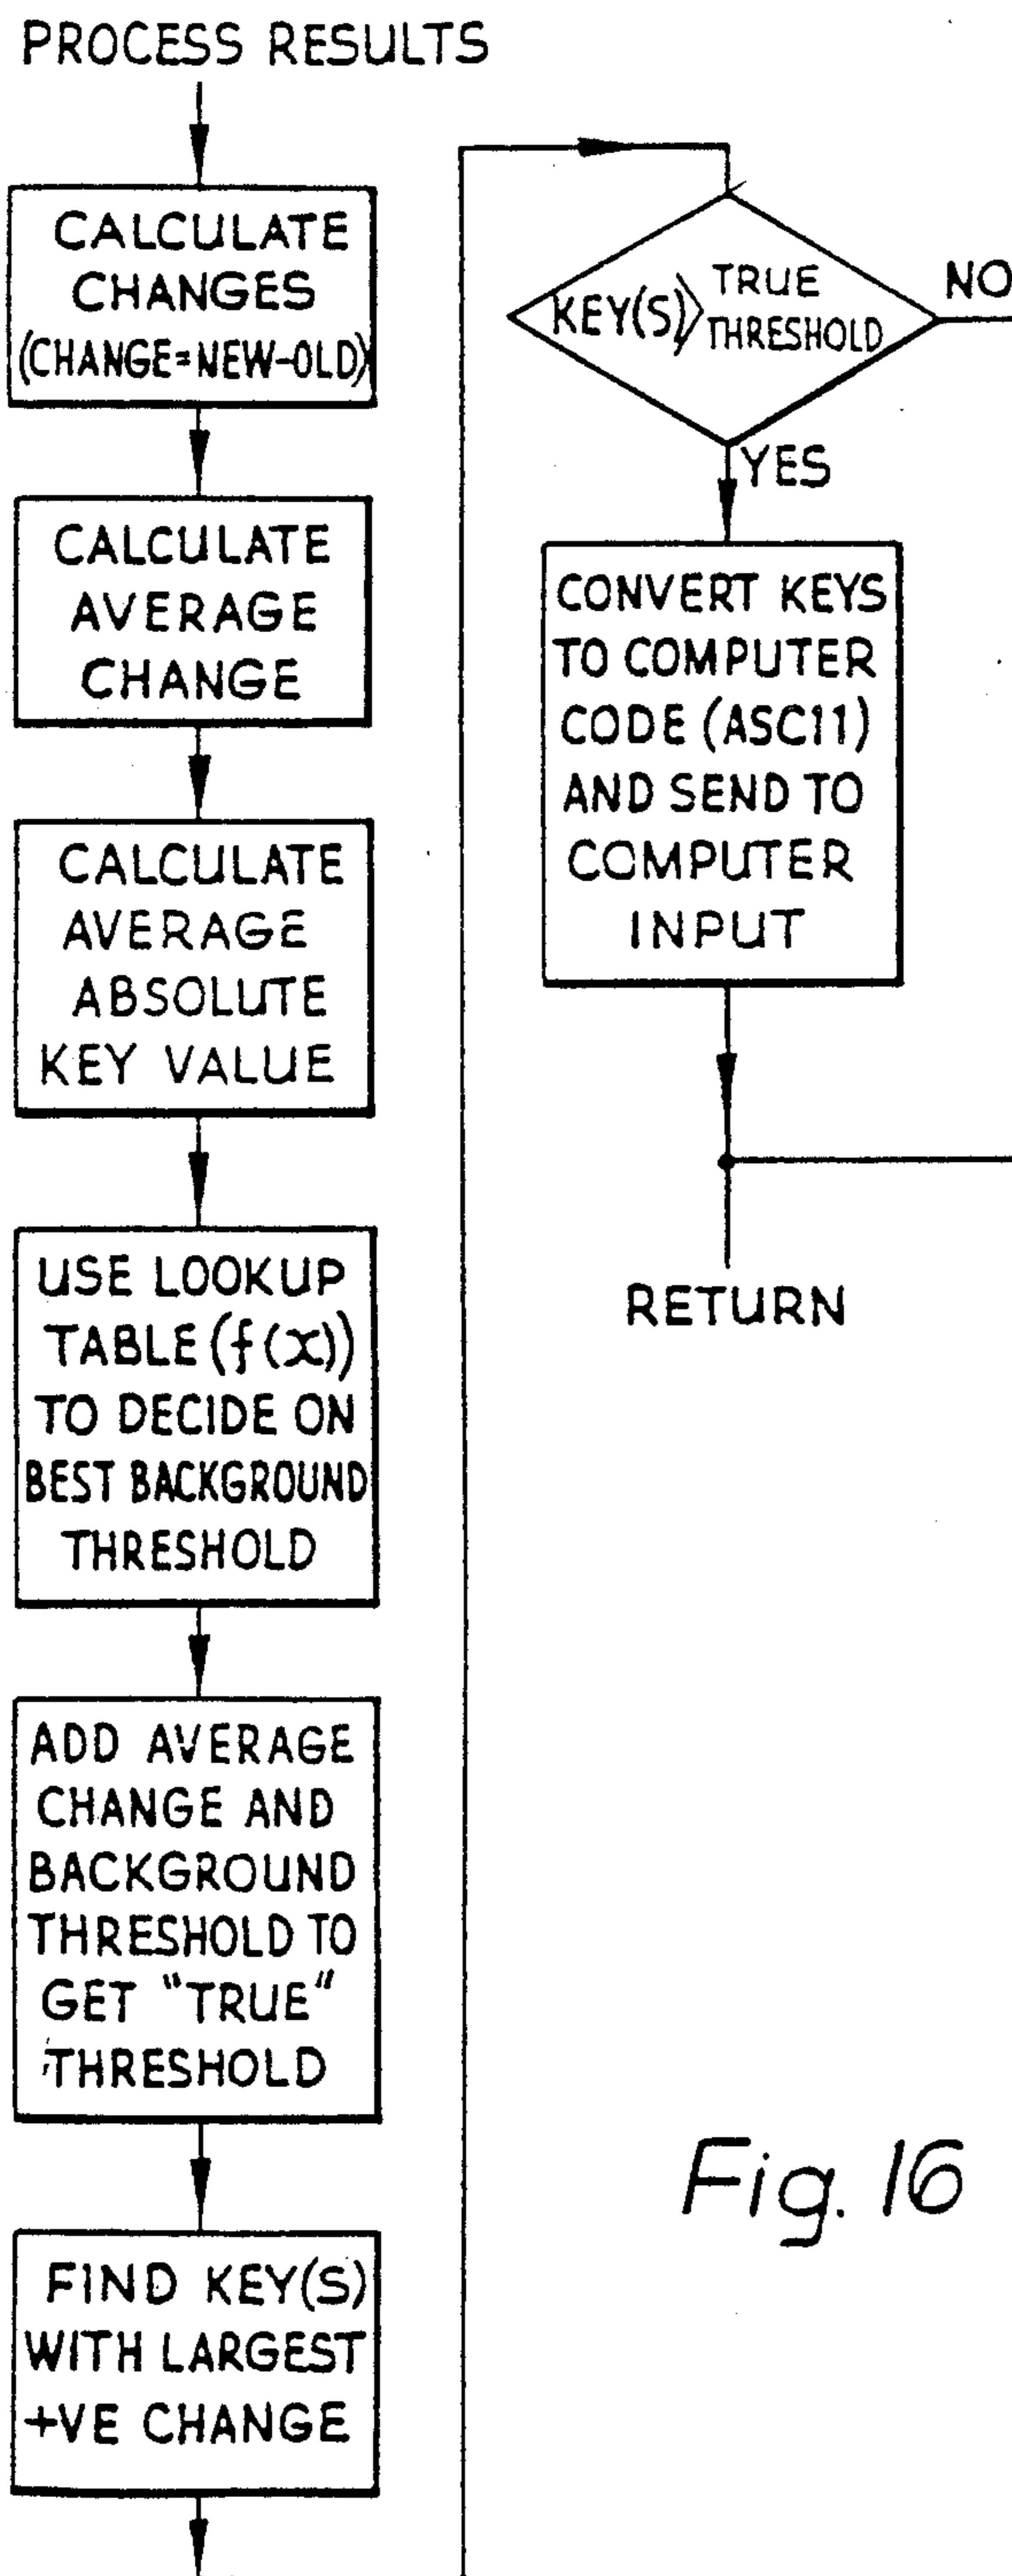 PROCESS RESULTS
CALCULATE
CHANGES
(CHANGE=NEW-OLD)
CALCULATE
AVERAGE
CHANGE
CALCULATE
AVERAGE
ABSOLUTE
KEY VALUE
USE LOOKUP
TABLE (f(x))
TO DECIDE ON
BEST BACKGROUND
THRESHOLD
ADD AVERAGE
CHANGE AND
BACKGROUND
THRESHOLD TO
GET "TRUE"
THRESHOLD
FIND KEY(S)
WITH LARGEST
+VE CHANGE
KEY(S)> TRUE
THRESHOLD
NO
YES
CONVERT KEYS
TO COMPUTER
CODE (ASC11)
AND SEND TO
COMPUTER
INPUT
RETURN
Fig. 16